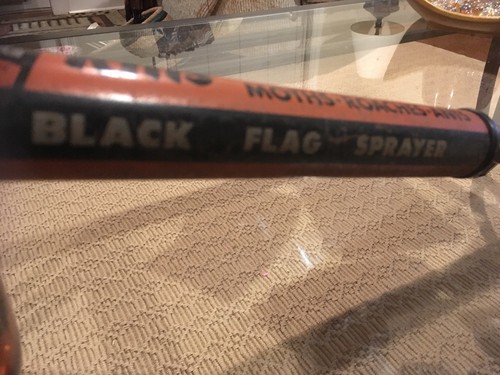 MOTHS-ROACHES-ANTS
BLACK FLAG SPRAYER